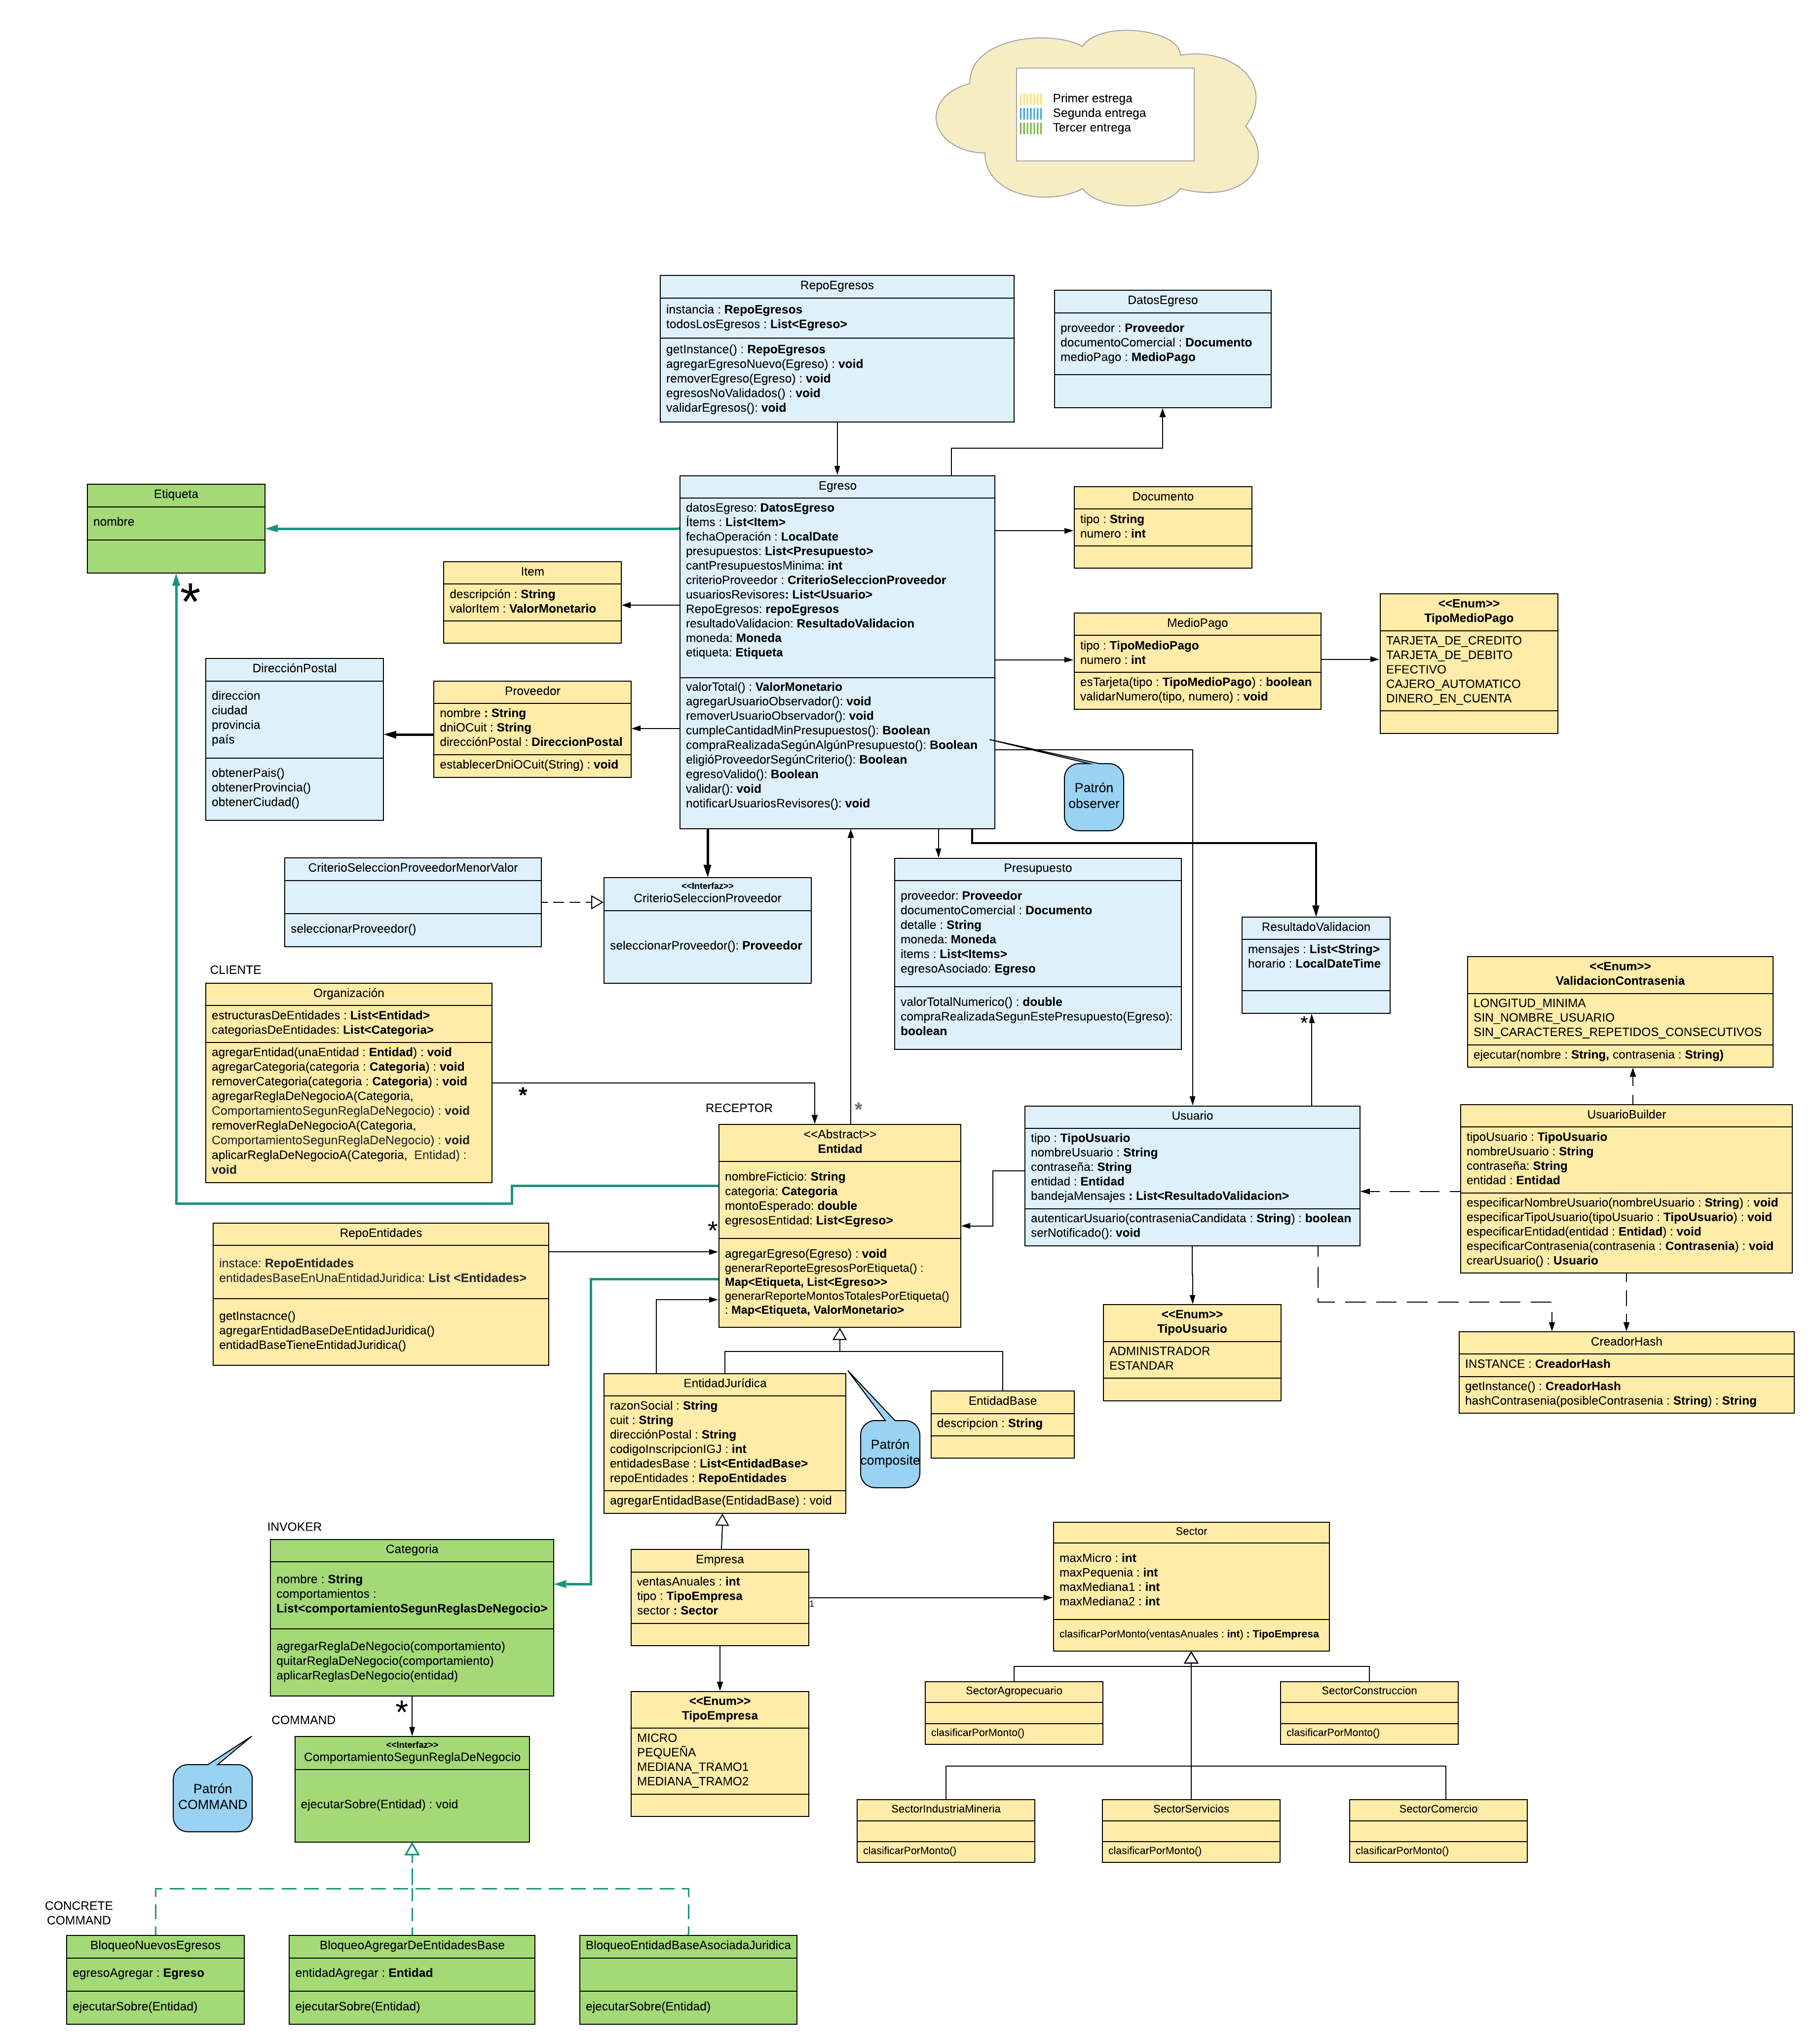 Primer estrega
Segunda entrega
Tercer entrega
RepoEgresos
instancia : RepoEgresos
todosLosEgresos : List<Egreso>
getInstance() : RepoEgresos
agregarEgresoNuevo(Egreso) : void
removerEgreso(Egreso) : void
egresosNoValidados() : void
validarEgresos(): void
DatosEgreso
proveedor : Proveedor
documentoComercial : Documento
medioPago : MedioPago
Etiqueta
nombre
*
Egreso
datosEgreso: DatosEgreso
Ítems : List<Item>
fechaOperación : LocalDate
presupuestos: List<Presupuesto>
cantPresupuestosMinima: int
criterioProveedor : CriterioSeleccionProveedor
usuariosRevisores: List<Usuario>
RepoEgresos: repoEgresos
resultadoValidacion: ResultadoValidacion
moneda: Moneda
etiqueta: Etiqueta
valorTotal() : ValorMonetario
agregarUsuarioObservador(): void
removerUsuarioObservador(): void
cumpleCantidadMinPresupuestos(): Boolean
compraRealizadaSegúnAlgúnPresupuesto(): Boolean
eligióProveedorSegúnCriterio(): Boolean
egresoValido(): Boolean
validar(): void
notificarUsuariosRevisores(): void
Documento
tipo : String
numero : int
Item
descripción : String
valorItem : ValorMonetario
MedioPago
tipo : TipoMedioPago
numero : int
esTarjeta(tipo : TipoMedioPago) : boolean
validarNumero(tipo, numero) : void
<<Enum>>
TipoMedioPago
TARJETA_DE_CREDITO
TARJETA_DE_DEBITO
EFECTIVO
CAJERO_AUTOMATICO
DINERO_EN_CUENTA
DirecciónPostal
direccion
ciudad
provincia
país
obtenerPais()
obtenerProvincia()
obtenerCiudad()
Proveedor
nombre : String
dniOCuit : String
direcciónPostal : DireccionPostal
establecerDniOCuit(String) : void
Patrón
observer
CriterioSeleccionProveedorMenorValor
seleccionarProveedor()
<<Interfaz>>
CriterioSeleccionProveedor
seleccionarProveedor(): Proveedor
Presupuesto
proveedor: Proveedor
documentoComercial : Documento
detalle : String
moneda: Moneda
items : List<Items>
egresoAsociado: Egreso
valorTotalNumerico() : double
compraRealizadaSegunEstePresupuesto(Egreso):
boolean
ResultadoValidacion
mensajes : List<String>
horario : LocalDateTime
*
<<Enum>>
ValidacionContrasenia
LONGITUD_MINIMA
SIN_NOMBRE_USUARIO
SIN_CARACTERES_REPETIDOS_CONSECUTIVOS
ejecutar(nombre : String, contrasenia : String)
CLIENTE
Organización
estructurasDeEntidades : List<Entidad>
categoriasDeEntidades: List<Categoria>
agregarEntidad(unaEntidad : Entidad) : void
agregarCategoria(categoria : Categoria) : void
removerCategoria(categoria : Categoria) : void
agregarReglaDeNegocioA(Categoria,
ComportamientoSegunReglaDeNegocio) : void
removerReglaDeNegocioA(Categoria,
ComportamientoSegunReglaDeNegocio) : void
aplicarReglaDeNegocioA(Categoria, Entidad) :
void
*
RECEPTOR
*
<<Abstract>>
Entidad
nombreFicticio: String
categoria: Categoria
montoEsperado: double
egresosEntidad: List<Egreso>
agregarEgreso(Egreso) : void
generarReporteEgresosPorEtiqueta() :
Map<Etiqueta, List<Egreso>>
generarReporteMontosTotalesPorEtiqueta()
: Map<Etiqueta, ValorMonetario>
*
Usuario
tipo : TipoUsuario
nombreUsuario : String
contraseña: String
entidad : Entidad
bandejaMensajes : List<ResultadoValidacion>
autenticarUsuario(contraseniaCandidata : String) : boolean
serNotificado(): void
UsuarioBuilder
tipoUsuario : TipoUsuario
nombreUsuario : String
contraseña: String
entidad : Entidad
especificarNombreUsuario(nombreUsuario : String) : void
especificarTipoUsuario(tipoUsuario : TipoUsuario) : void
especificarEntidad(entidad : Entidad) : void
especificarContrasenia(contrasenia : Contrasenia) : void
crearUsuario() : Usuario
RepoEntidades
instace: RepoEntidades
entidadesBaseEnUnaEntidadJuridica: List <Entidades>
getInstacnce()
agregarEntidadBaseDeEntidadJuridica()
entidadBaseTieneEntidadJuridica()
<<Enum>>
TipoUsuario
ADMINISTRADOR
ESTANDAR
CreadorHash
INSTANCE : CreadorHash
getInstance() : CreadorHash
hashContrasenia(posibleContrasenia : String) : String
EntidadJurídica
razonSocial : String
cuit : String
direcciónPostal : String
codigoInscripcionIGJ : int
entidadesBase : List<EntidadBase>
repoEntidades : RepoEntidades
agregarEntidadBase(EntidadBase) : void
Patrón
composite
EntidadBase
descripcion : String
INVOKER
Categoria
nombre : String
comportamientos :
List<comportamientoSegunReglasDeNegocio>
agregarReglaDeNegocio(comportamiento)
quitarReglaDeNegocio(comportamiento)
aplicarReglasDeNegocio(entidad)
*
Empresa
ventasAnuales : int
tipo : TipoEmpresa
sector : Sector
1
Sector
maxMicro : int
maxPequenia : int
maxMediana1 : int
maxMediana2 : int
clasificarPorMonto(ventasAnuales : int) : TipoEmpresa
<<Enum>>
TipoEmpresa
MICRO
PEQUEÑA
MEDIANA_TRAMO1
MEDIANA_TRAMO2
SectorAgropecuario
clasificarPorMonto()
SectorConstruccion
clasificarPorMonto()
COMMAND
<<Interfaz>>
ComportamientoSegunReglaDeNegocio
ejecutarSobre(Entidad) : void
Patrón
COMMAND
SectorIndustriaMineria
clasificarPorMonto()
SectorServicios
clasificarPorMonto()
SectorComercio
clasificarPorMonto()
CONCRETE
COMMAND
BloqueoNuevosEgresos
egresoAgregar : Egreso
ejecutarSobre(Entidad)
BloqueoAgregarDeEntidadesBase
entidadAgregar : Entidad
ejecutarSobre(Entidad)
BloqueoEntidadBaseAsociadaJuridica
ejecutarSobre(Entidad)